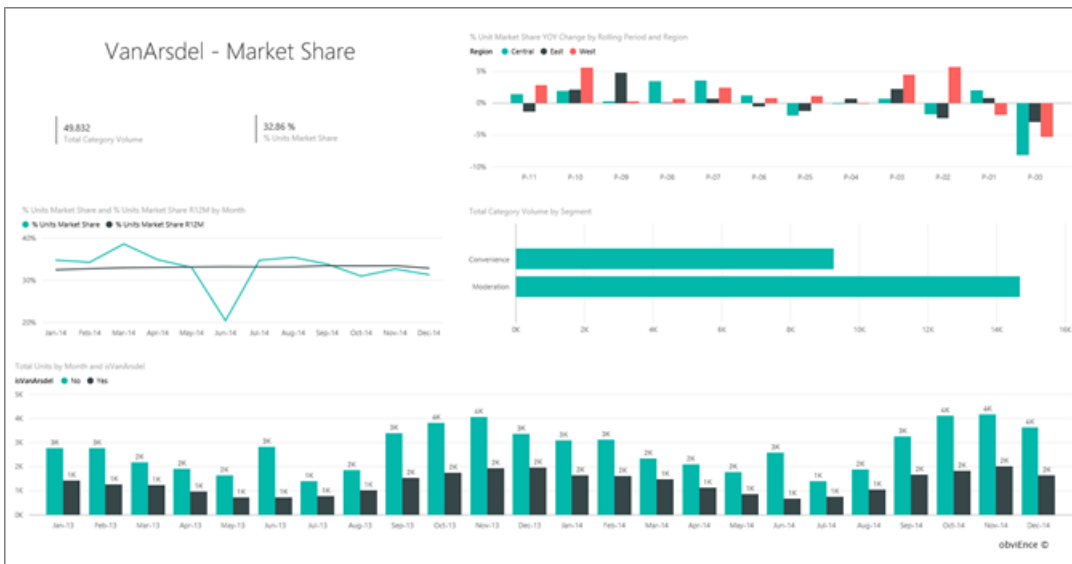 VanArsdel - Market Share
49,832
Total Category Volume
32.86 %
% Units Market Share
% Unit Market Share YOY Change by Rolling Period and Region
Region Central East West
5%
0%
-5%
-10%
P-11 P-10 P-09 P-08 P-07 P-06 P-05 P-04 P-03 P-02 P-01 P-00
% Units Market Share and % Units Market Share R12M by Month
% Units Market Share % Units Market Share R12M
40%
30%
20%
Jan-14 Feb-14 Mar-14 Apr-14 May-14 Jun-14 Jul-14 Aug-14 Sep-14 Oct-14 Nov-14 Dec-14
Total Category Volume by Segment
Convenience
Moderation
0K 2K 4K 6K 8K 10K 12K 14K 16K
Total Units by Month and isVanArsdel
isVanArsdel No Yes
5K
4K
3K
2K
1K
0K
3K 1K 3K 1K 2K 1K 2K 1K 2K 1K 3K 1K 1K 1K 2K 1K 3K 2K 4K 2K 4K 2K 3K 2K 3K 2K 3K 2K 2K 1K 2K 1K 2K 1K 3K 1K 1K 1K 2K 1K 3K 2K 4K 2K 4K 2K 4K 2K
Jan-13 Feb-13 Mar-13 Apr-13 May-13 Jun-13 Jul-13 Aug-13 Sep-13 Oct-13 Nov-13 Dec-13 Jan-14 Feb-14 Mar-14 Apr-14 May-14 Jun-14 Jul-14 Aug-14 Sep-14 Oct-14 Nov-14 Dec-14
obviEnce ©